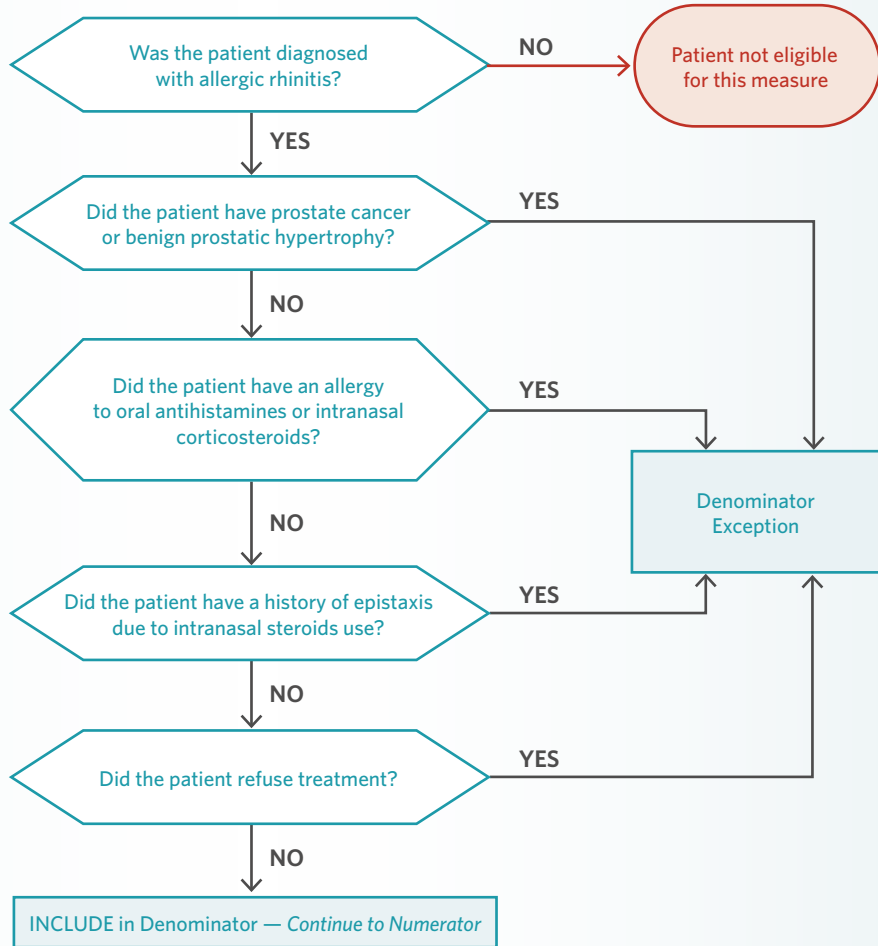 Was the patient diagnosed
with allergic rhinitis?
NO
Patient not eligible
for this measure
YES
Did the patient have prostate cancer
or benign prostatic hypertrophy?
YES
NO
Did the patient have an allergy
to oral antihistamines or intranasal
corticosteroids?
YES
Denominator
Exception
NO
Did the patient have a history of epistaxis
due to intranasal steroids use?
YES
NO
Did the patient refuse treatment?
YES
NO
INCLUDE in Denominator — Continue to Numerator